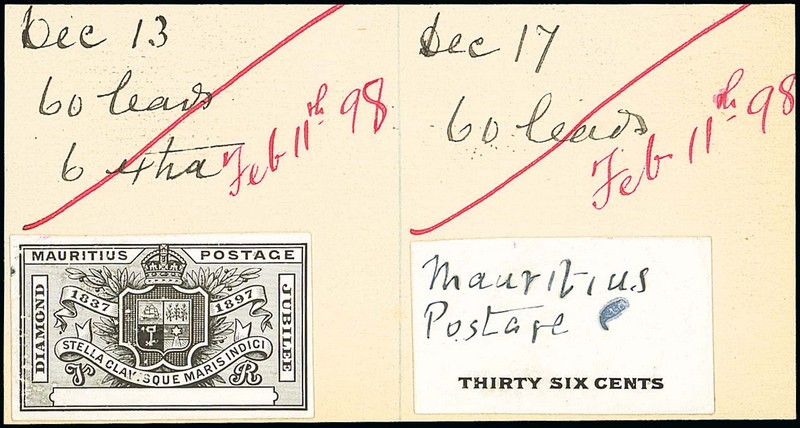 Dec 13
60 leads
6 extra
Feb 11th 98
MAURITIUS POSTAGE
DIAMOND
1837 1897
JUBILEE
STELLA CLAVISQUE MARIS INDICI
V R
Dec 17
60 leads
Feb 11th 98
Mauritius
Postage
THIRTY SIX CENTS